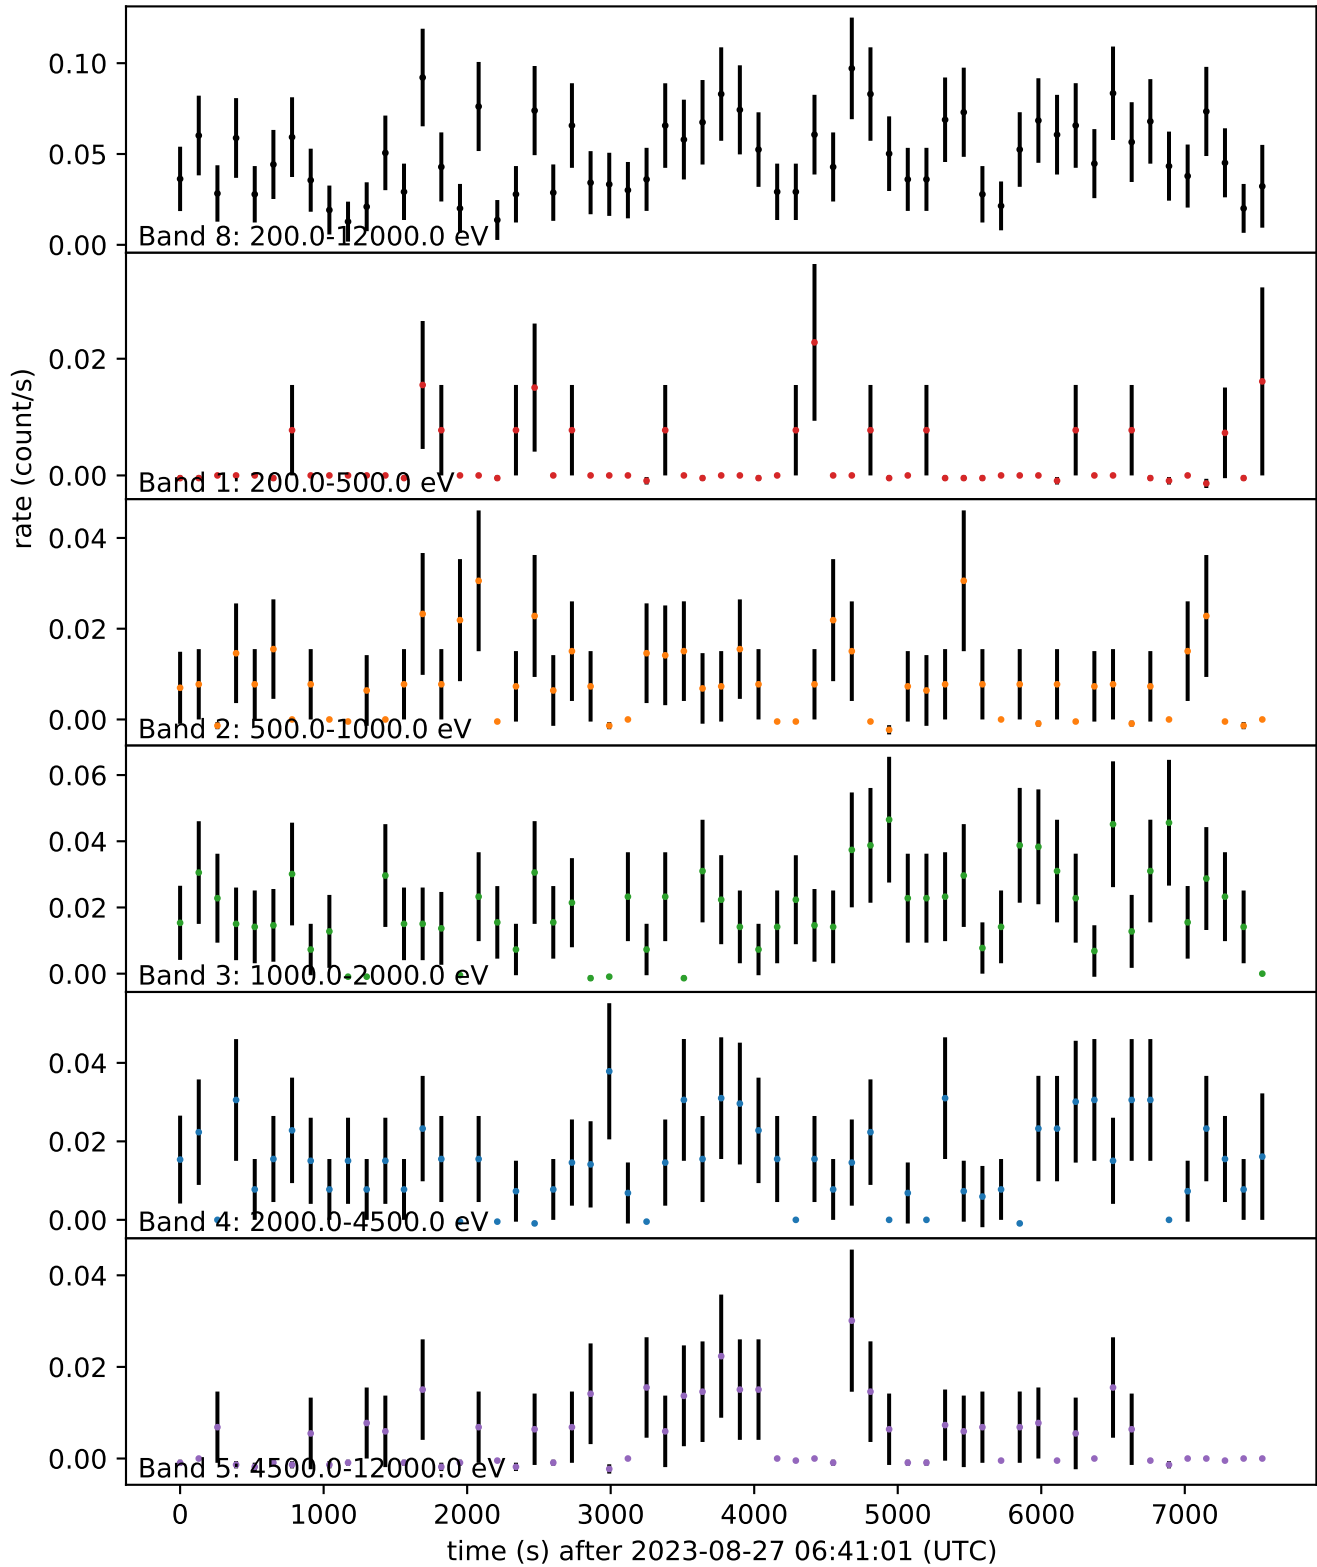 0.10
0.05
0.00
Band 8: 200.0-12000.0 eV
0.02
0.00
Band 1: 200.0-500.0 eV
rate (count/s)
0.04
0.02
0.00
Band 2: 500.0-1000.0 eV
0.06
0.04
0.02
0.00
Band 3: 1000.0-2000.0 eV
0.04
0.02
0.00
Band 4: 2000.0-4500.0 eV
0.04
0.02
0.00
Band 5: 4500.0-12000.0 eV
0 1000 2000 3000 4000 5000 6000 7000
time (s) after 2023-08-27 06:41:01 (UTC)